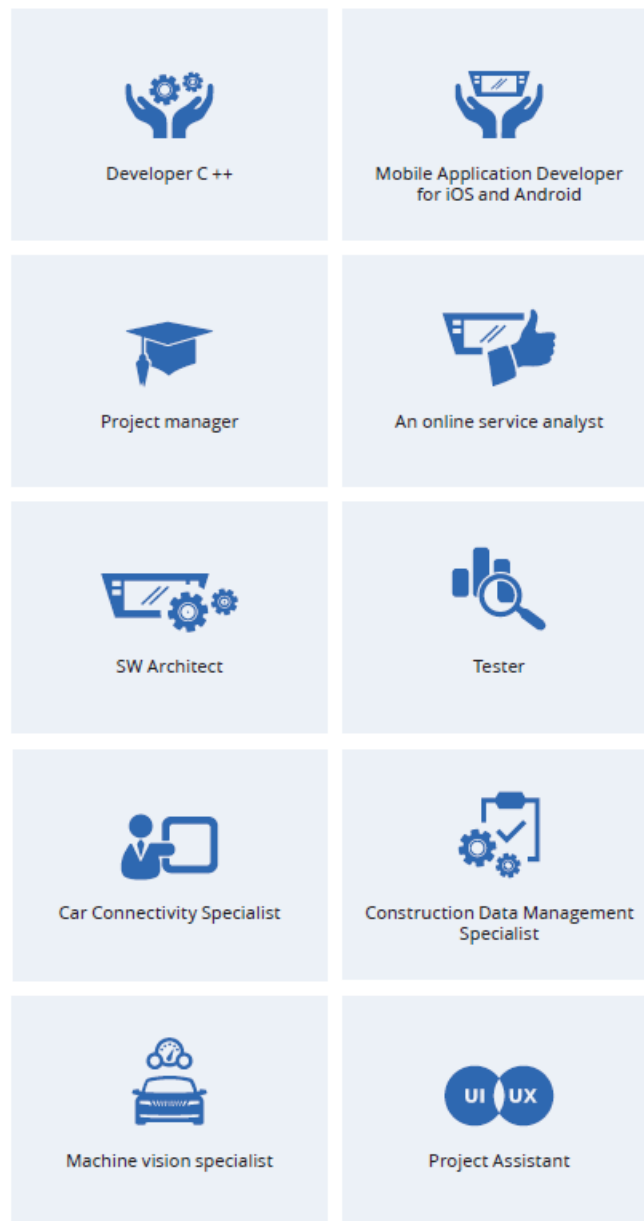 Developer C ++
Mobile Application Developer
for iOS and Android
Project manager
An online service analyst
SW Architect
Tester
Car Connectivity Specialist
Construction Data Management
Specialist
Machine vision specialist
UI UX
Project Assistant